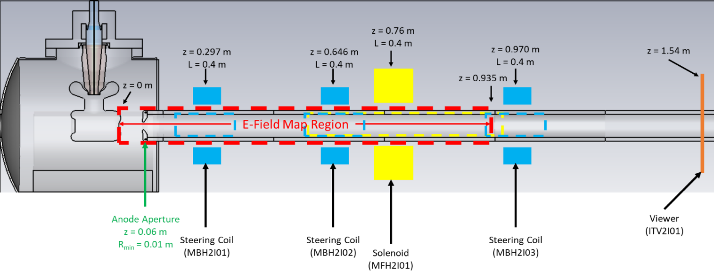 z = 0.297 m
L = 0.4 m
z = 0.646 m
L = 0.4 m
z = 0.76 m
L = 0.4 m
z = 0.970 m
L = 0.4 m
z = 1.54 m
z = 0 m
z = 0.935 m
E-Field Map Region
Anode Aperture
z = 0.06 m
Rmin = 0.01 m
Steering Coil
(MBH2I01)
Steering Coil
(MBH2I02)
Solenoid
(MFH2I01)
Steering Coil
(MBH2I03)
Viewer
(ITV2I01)